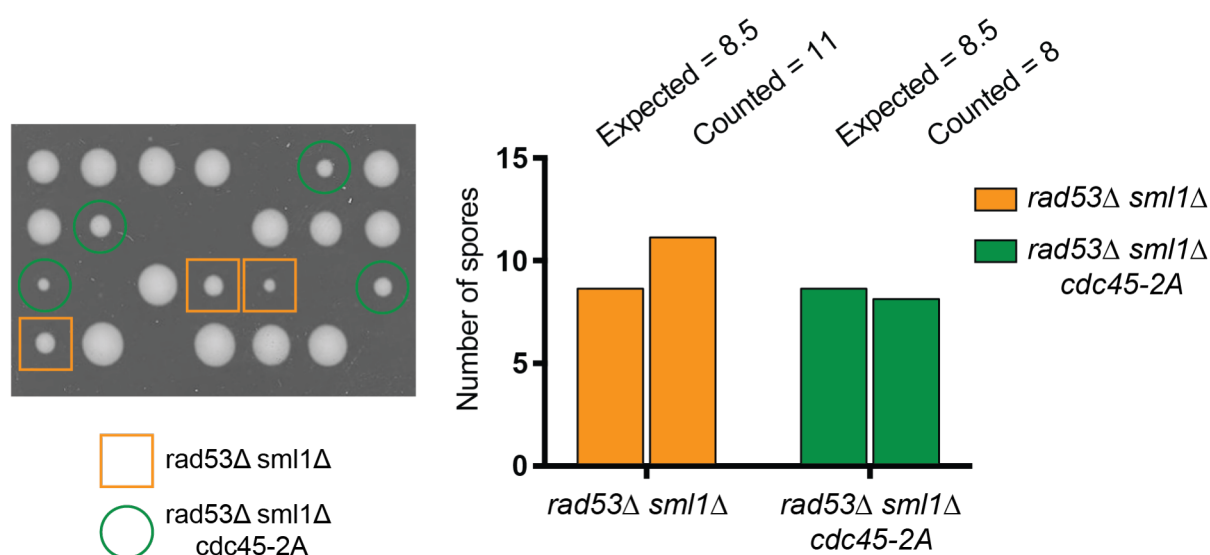 Expected = 8.5
Counted = 11
Expected = 8.5
Counted = 8
15
10
5
0
Number of spores
rad53Δ sml1Δ
rad53Δ sml1Δ
cdc45-2A
rad53Δ sml1Δ
rad53Δ sml1Δ
cdc45-2A
rad53Δ sml1Δ
rad53Δ sml1Δ
cdc45-2A